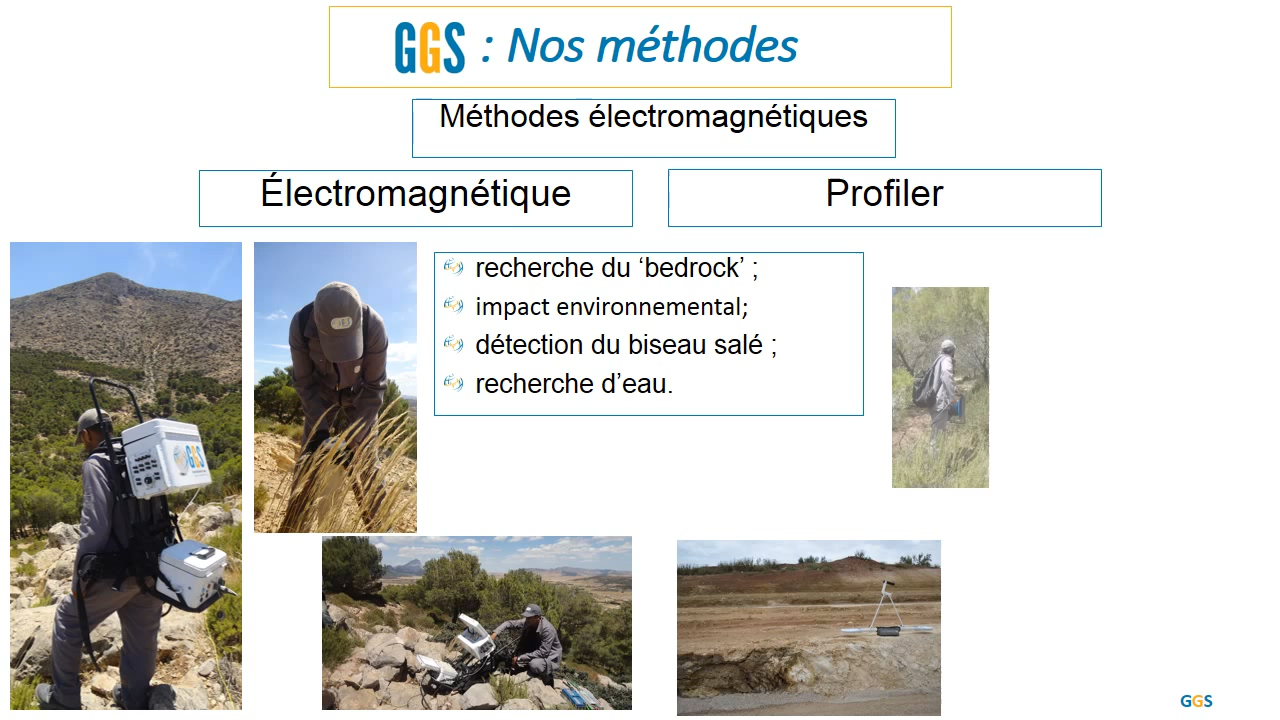 GGS : Nos méthodes
Méthodes électromagnétiques
Électromagnétique
Profiler
recherche du ‘bedrock’ ;
impact environnemental;
détection du biseau salé ;
recherche d’eau.
GGS
GGS